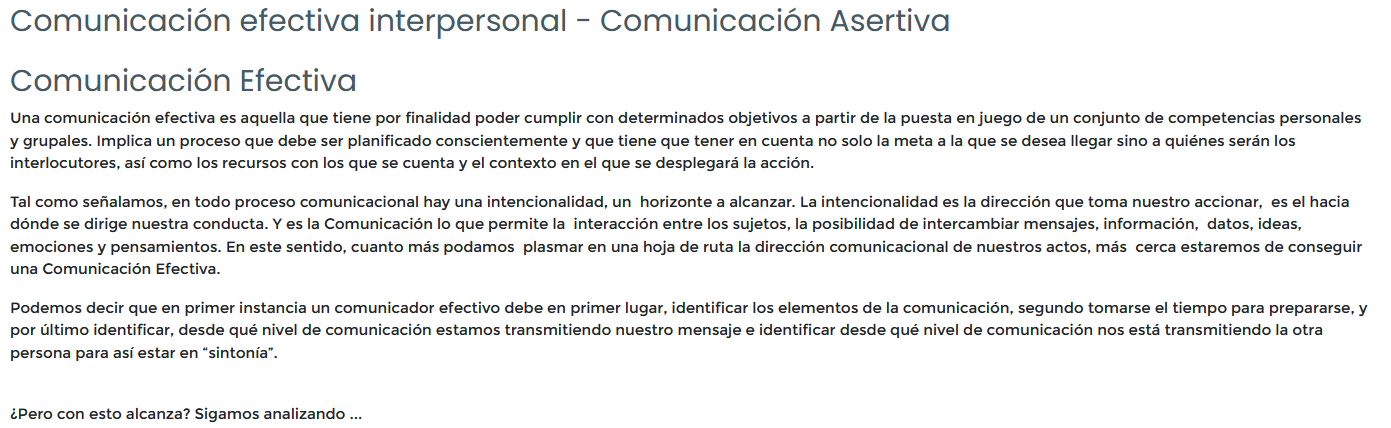 Comunicación efectiva interpersonal - Comunicación Asertiva
Comunicación Efectiva
Una comunicación efectiva es aquella que tiene por finalidad poder cumplir con determinados objetivos a partir de la puesta en juego de un conjunto de competencias personales
y grupales. Implica un proceso que debe ser planificado conscientemente y que tiene que tener en cuenta no solo la meta a la que se desea llegar sino a quiénes serán los
interlocutores, así como los recursos con los que se cuenta y el contexto en el que se desplegará la acción.
Tal como señalamos, en todo proceso comunicacional hay una intencionalidad, un  horizonte a alcanzar. La intencionalidad es la dirección que toma nuestro accionar,  es el hacia
dónde se dirige nuestra conducta. Y es la Comunicación lo que permite la  interacción entre los sujetos, la posibilidad de intercambiar mensajes, información,  datos, ideas,
emociones y pensamientos. En este sentido, cuanto más podamos  plasmar en una hoja de ruta la dirección comunicacional de nuestros actos, más  cerca estaremos de conseguir
una Comunicación Efectiva.
Podemos decir que en primer instancia un comunicador efectivo debe en primer lugar, identificar los elementos de la comunicación, segundo tomarse el tiempo para prepararse, y
por último identificar, desde qué nivel de comunicación estamos transmitiendo nuestro mensaje e identificar desde qué nivel de comunicación nos está transmitiendo la otra
persona para así estar en “sintonía”.
¿Pero con esto alcanza? Sigamos analizando ...